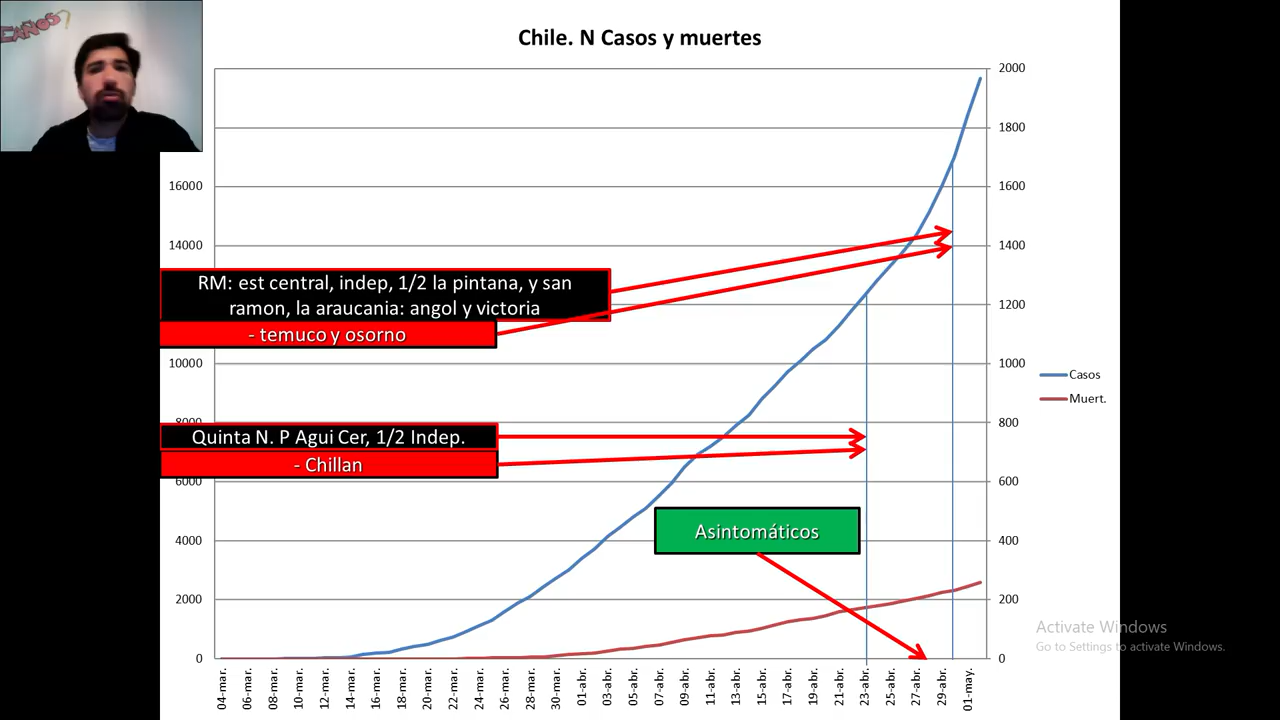 CAÑOS?
Chile. N Casos y muertes
2000
1800
16000
1600
14000
1400
RM: est central, indep, 1/2 la pintana, y san
ramon, la araucania: angol y victoria
1200
- temuco y osorno
10000
1000
Casos
Muert.
8000
800
Quinta N. P Agui Cer, 1/2 Indep.
- Chillan
6000
600
Asintomáticos
4000
400
2000
200
0
0
Activate Windows
Go to Settings to activate Windows.
04-mar.
06-mar.
08-mar.
10-mar.
12-mar.
14-mar.
16-mar.
18-mar.
20-mar.
22-mar.
24-mar.
26-mar.
28-mar.
30-mar.
01-abr.
03-abr.
05-abr.
07-abr.
09-abr.
11-abr.
13-abr.
15-abr.
17-abr.
19-abr.
21-abr.
23-abr.
25-abr.
27-abr.
29-abr.
01-may.